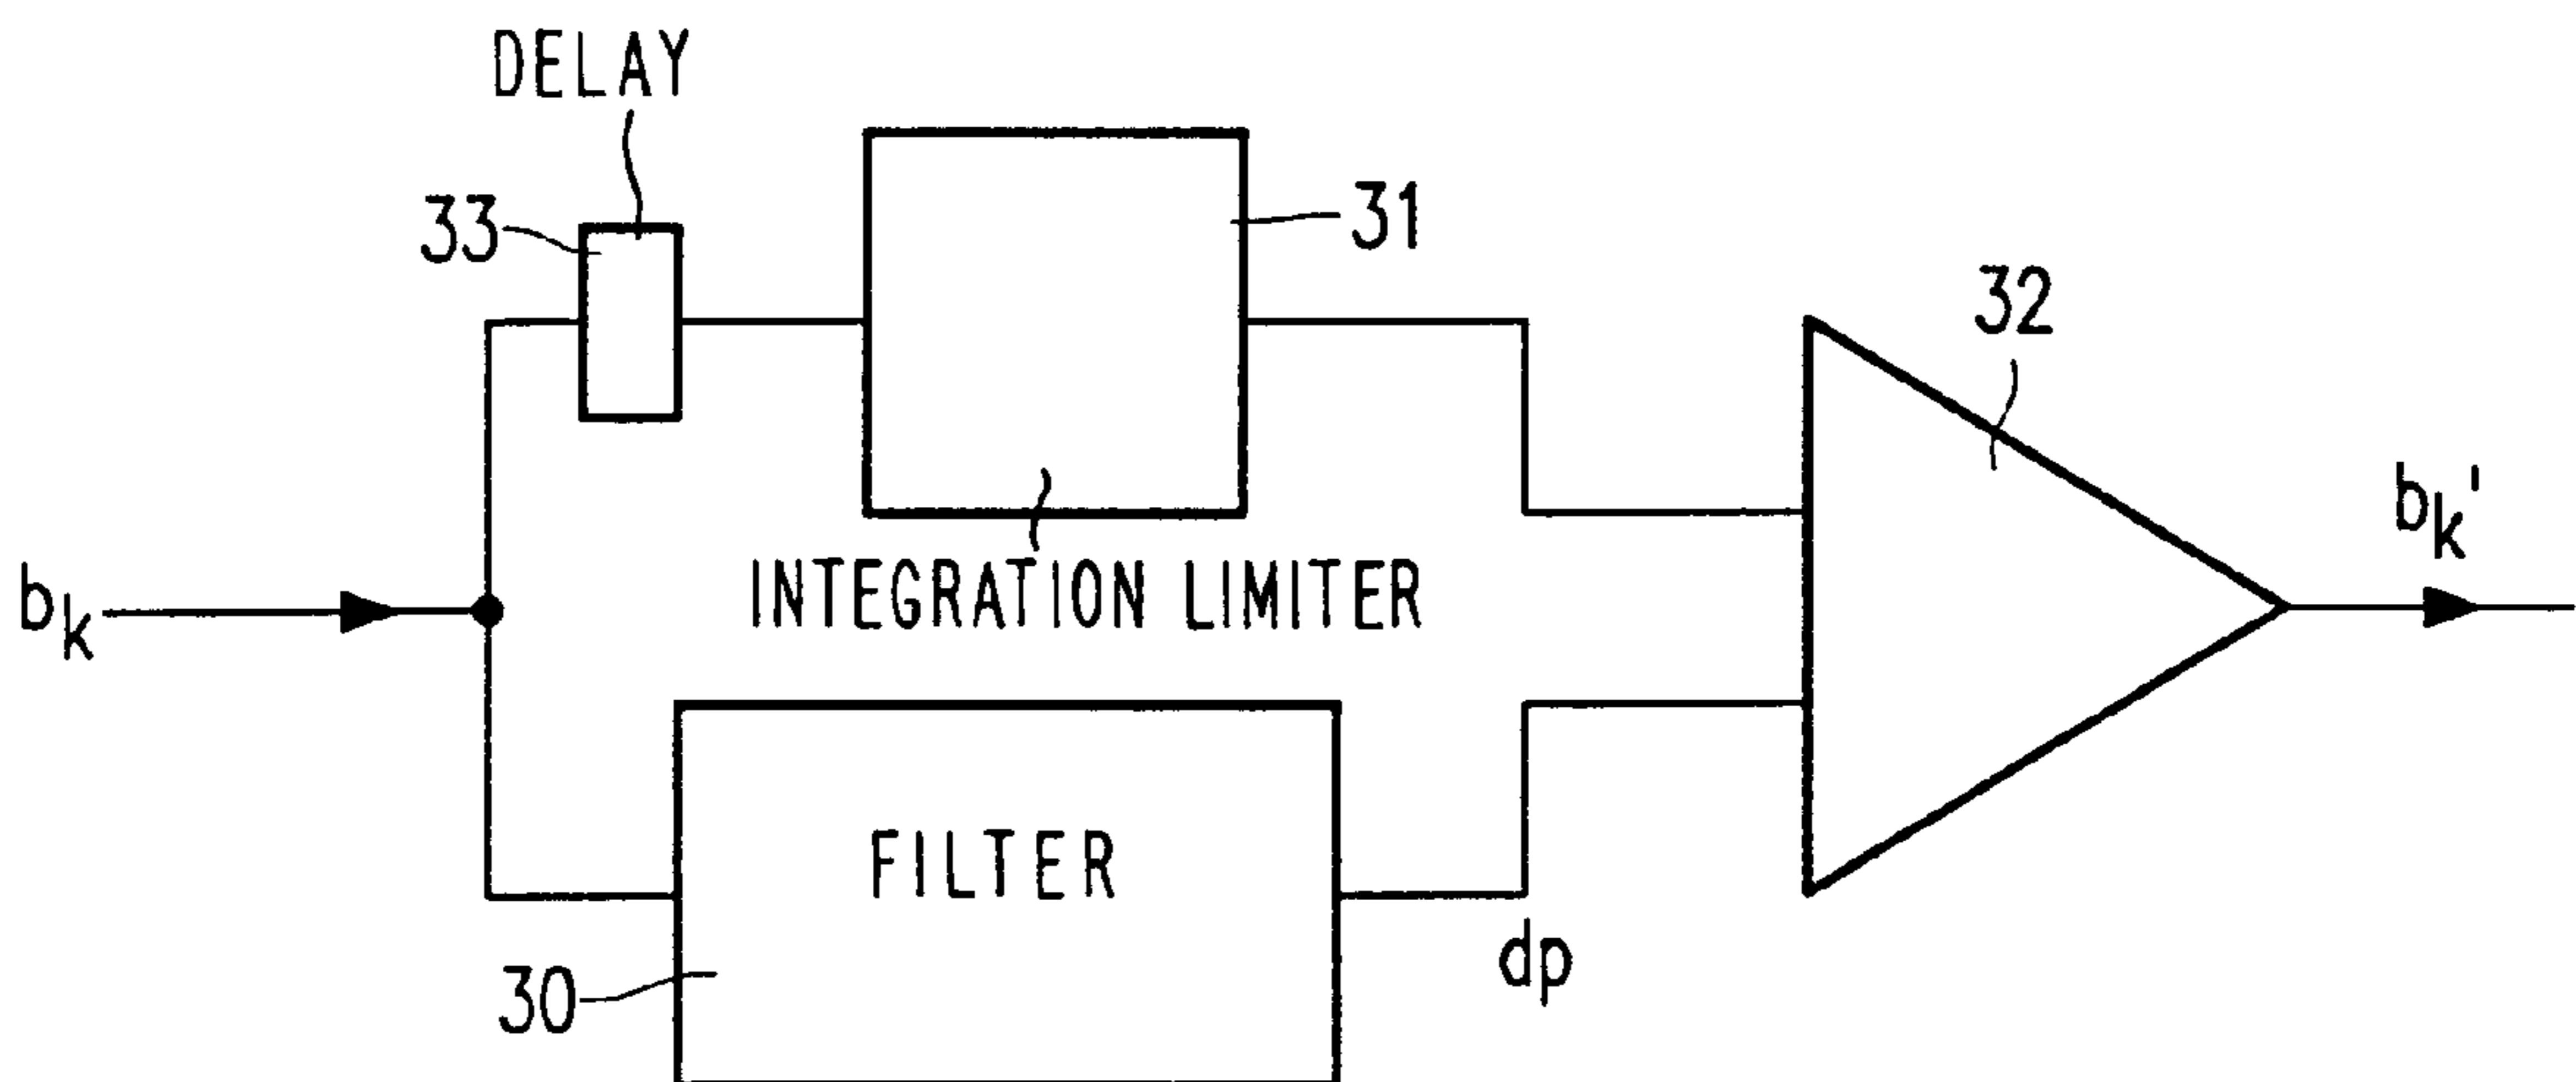 DELAY
33
31
32
b_k'
INTEGRATION LIMITER
b_k
FILTER
dp
30